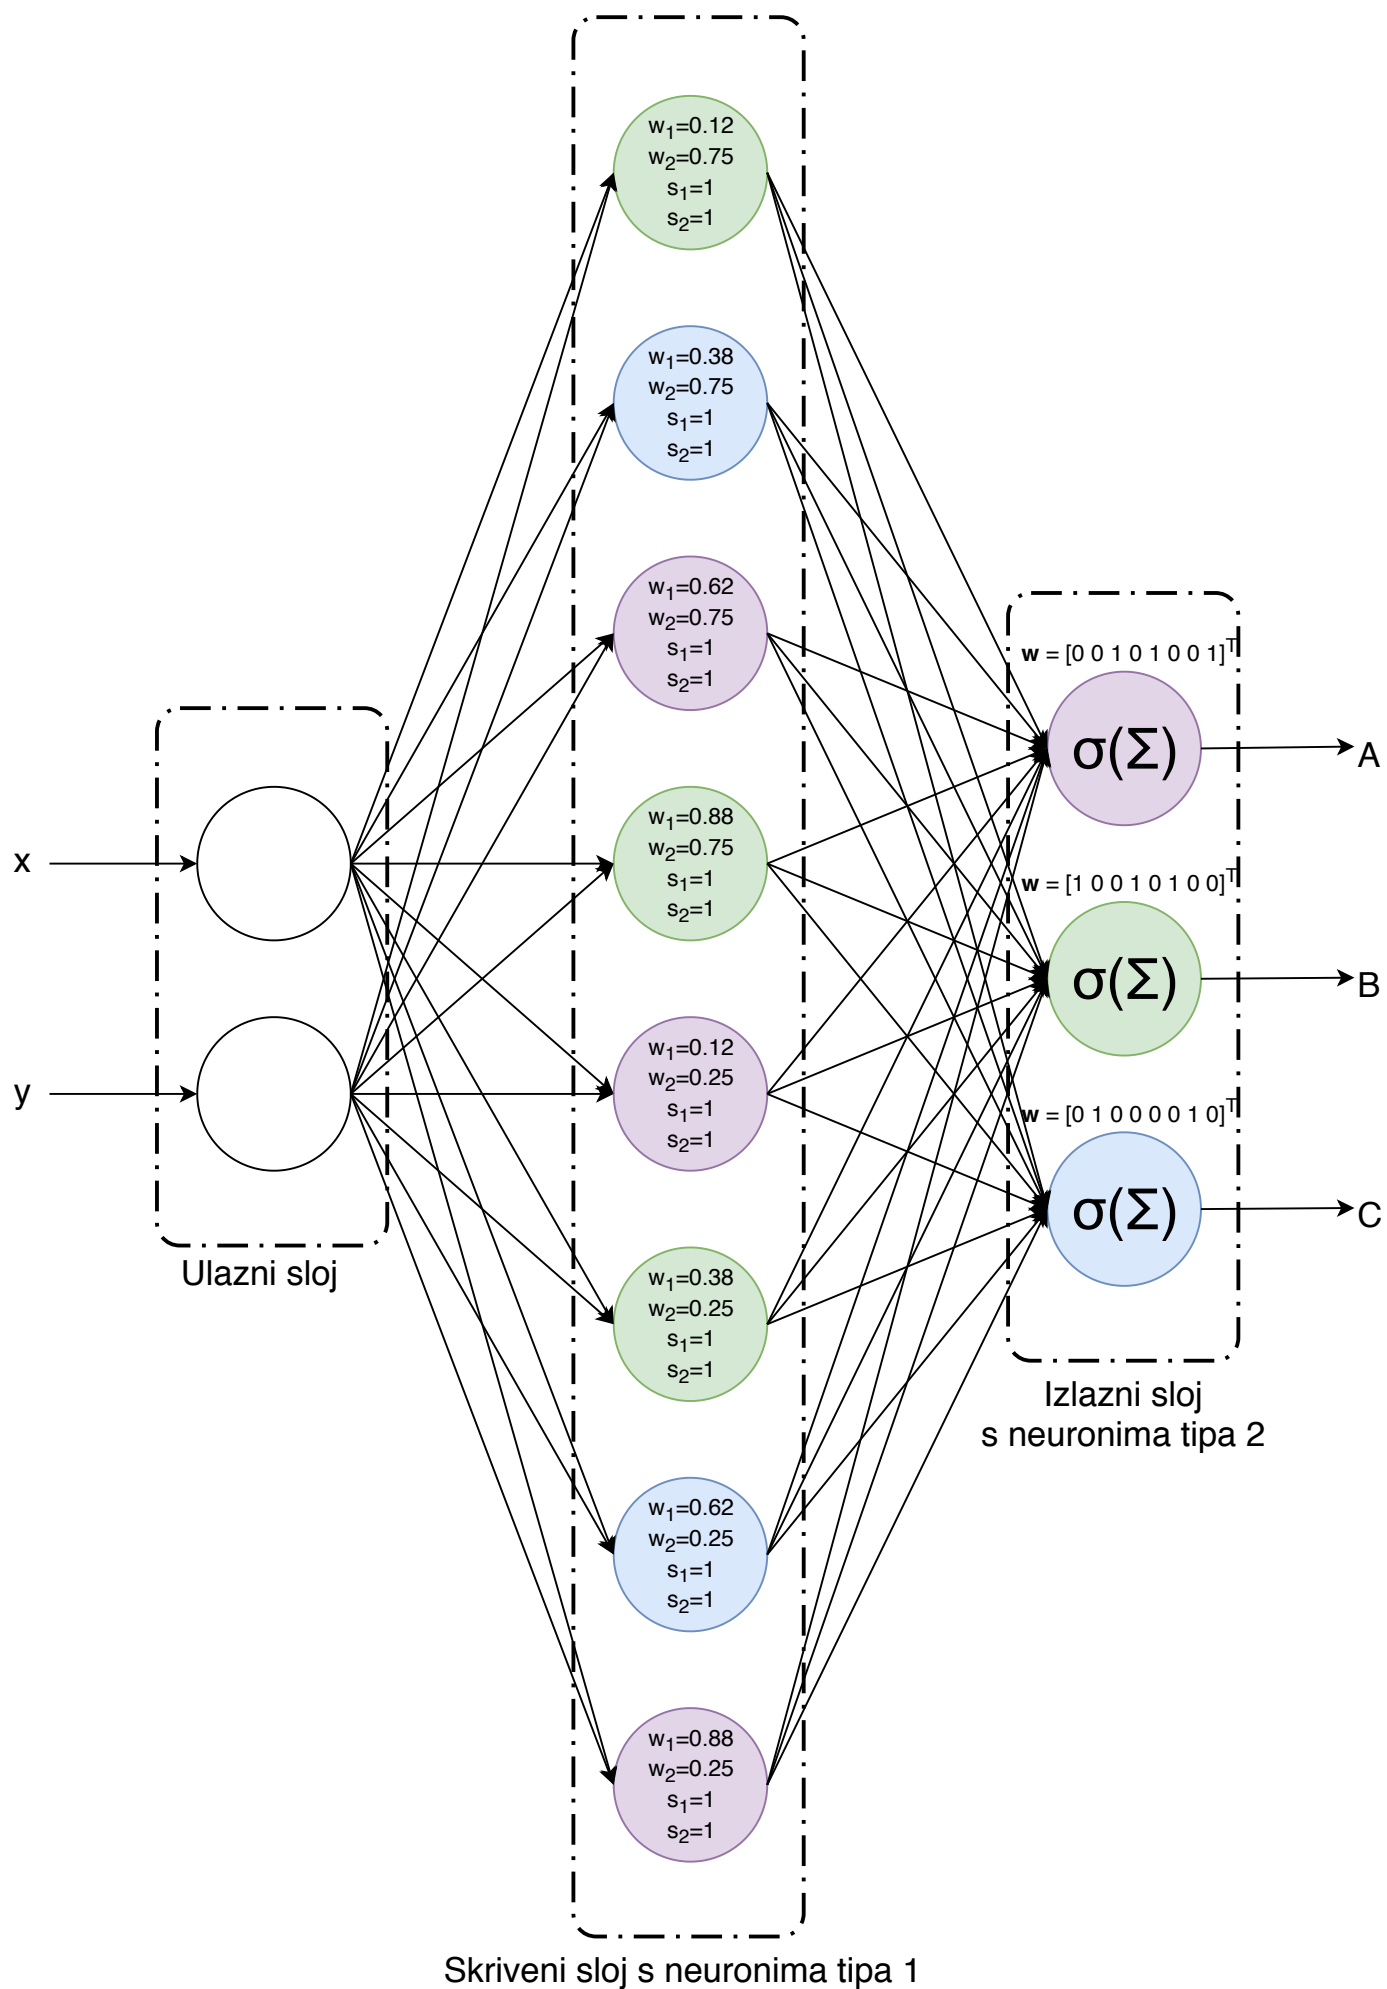 w₁=0.12
w₂=0.75
s₁=1
s₂=1
w₁=0.38
w₂=0.75
s₁=1
s₂=1
w₁=0.62
w₂=0.75
s₁=1
s₂=1
w₁=0.88
w₂=0.75
s₁=1
s₂=1
w₁=0.12
w₂=0.25
s₁=1
s₂=1
w₁=0.38
w₂=0.25
s₁=1
s₂=1
w₁=0.62
w₂=0.25
s₁=1
s₂=1
w₁=0.88
w₂=0.25
s₁=1
s₂=1
x
y
Ulazni sloj
w = [0 0 1 0 1 0 0 1]ᵀ
σ(Σ)
A
w = [1 0 0 1 0 1 0 0]ᵀ
σ(Σ)
B
w = [0 1 0 0 0 0 1 0]ᵀ
σ(Σ)
C
Izlazni sloj
s neuronima tipa 2
Skriveni sloj s neuronima tipa 1